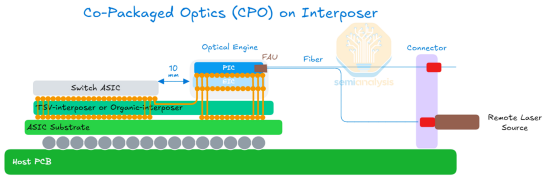 Co-Packaged Optics (CPO) on Interposer
Optical Engine
10
mm
PIC
FAU
Fiber
Connector
semianalysis
Switch ASIC
TSV-interposer or Organic-interposer
ASIC Substrate
Remote Laser
Source
Host PCB